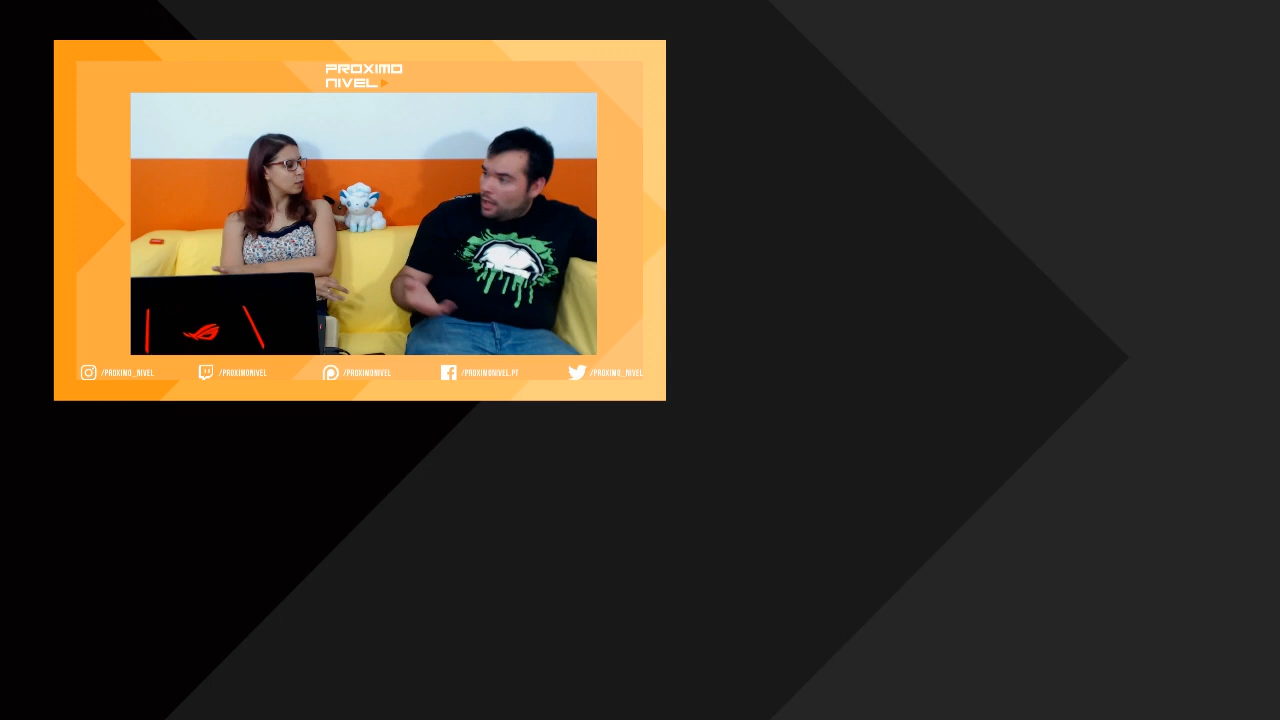 PROXIMO
NIVEL
/PROXIMO_NIVEL
/PROXIMONIVEL
/PROXIMONIVEL
/PROXIMONIVEL.PT
/PROXIMO_NIVEL